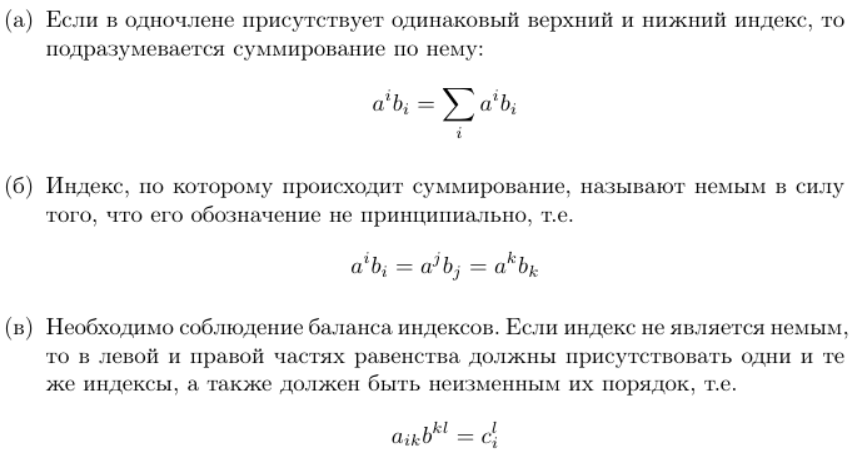 (а) Если в одночлене присутствует одинаковый верхний и нижний индекс, то
подразумевается суммирование по нему:
$a^i b_i = \sum_i a^i b_i$
(б) Индекс, по которому происходит суммирование, называют немым в силу
того, что его обозначение не принципиально, т.е.
$a^i b_i = a^j b_j = a^k b_k$
(в) Необходимо соблюдение баланса индексов. Если индекс не является немым,
то в левой и правой частях равенства должны присутствовать одни и те
же индексы, а также должен быть неизменным их порядок, т.е.
$a_{ik} b^{kl} = c_i^l$